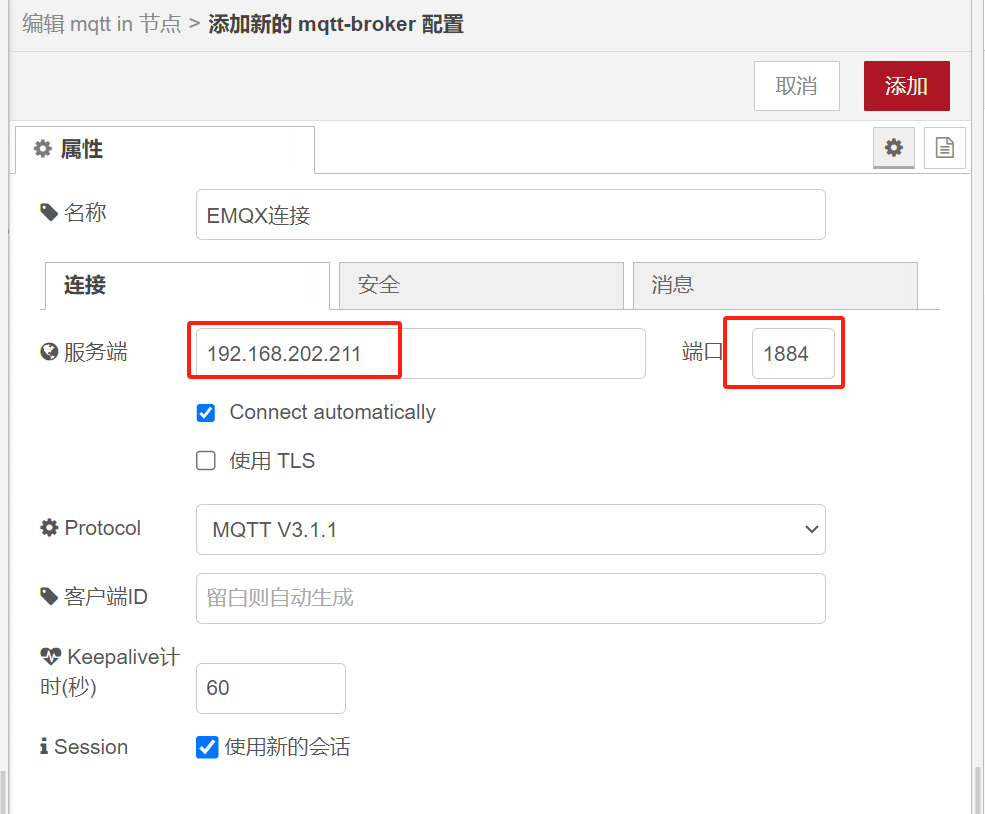 编辑 mqtt in 节点 > 添加新的 mqtt-broker 配置
取消 添加
属性
名称 EMQX连接
连接 安全 消息
服务端 192.168.202.211 端口 1884
Connect automatically
使用 TLS
Protocol MQTT V3.1.1
客户端ID 留白则自动生成
Keepalive计
时(秒) 60
Session 使用新的会话